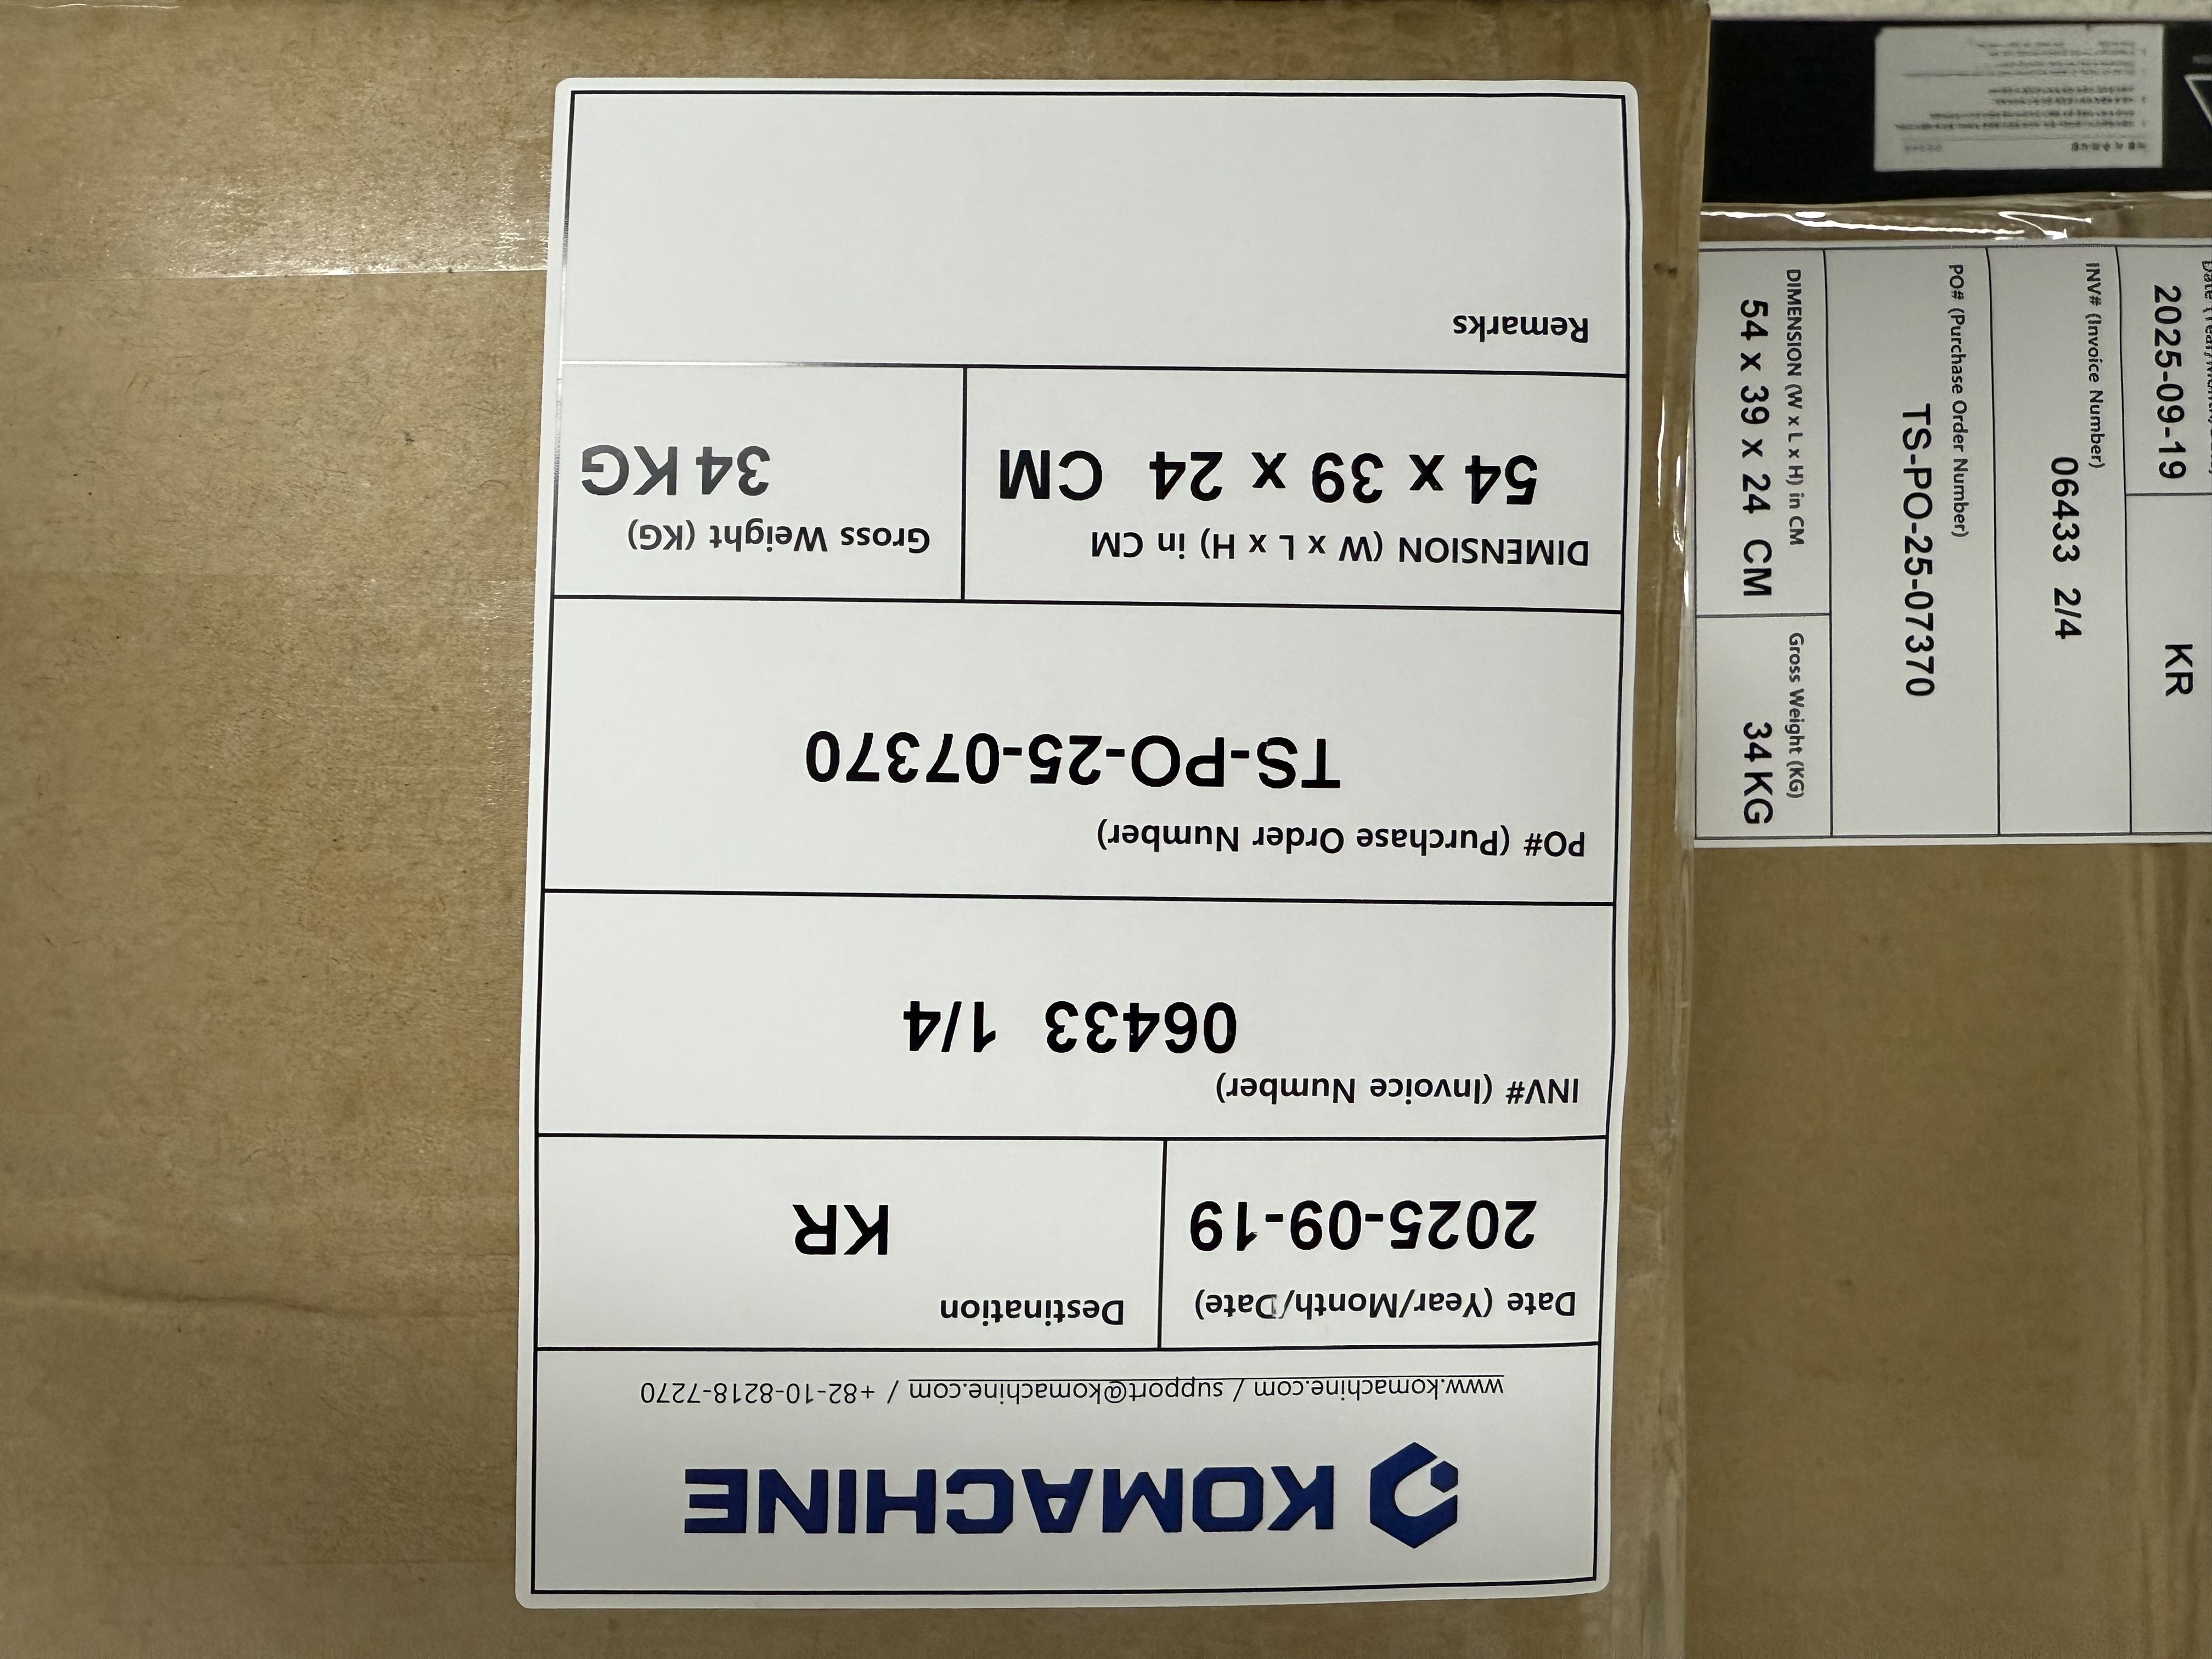 KOMACHINE
www.komachine.com / support@komachine.com / +82-10-8218-7270
Date (Year/Month/Date)
2025-09-19
Destination
KR
INV# (Invoice Number)
06433 1/4
PO# (Purchase Order Number)
TS-PO-25-07370
DIMENSION (W x L x H) in CM
54 x 39 x 24 CM
Gross Weight (KG)
34 KG
Remarks
2025-09-19
KR
INV# (Invoice Number)
06433 2/4
PO# (Purchase Order Number)
TS-PO-25-07370
DIMENSION (W x L x H) in CM
54 x 39 x 24 CM
Gross Weight (KG)
34 KG